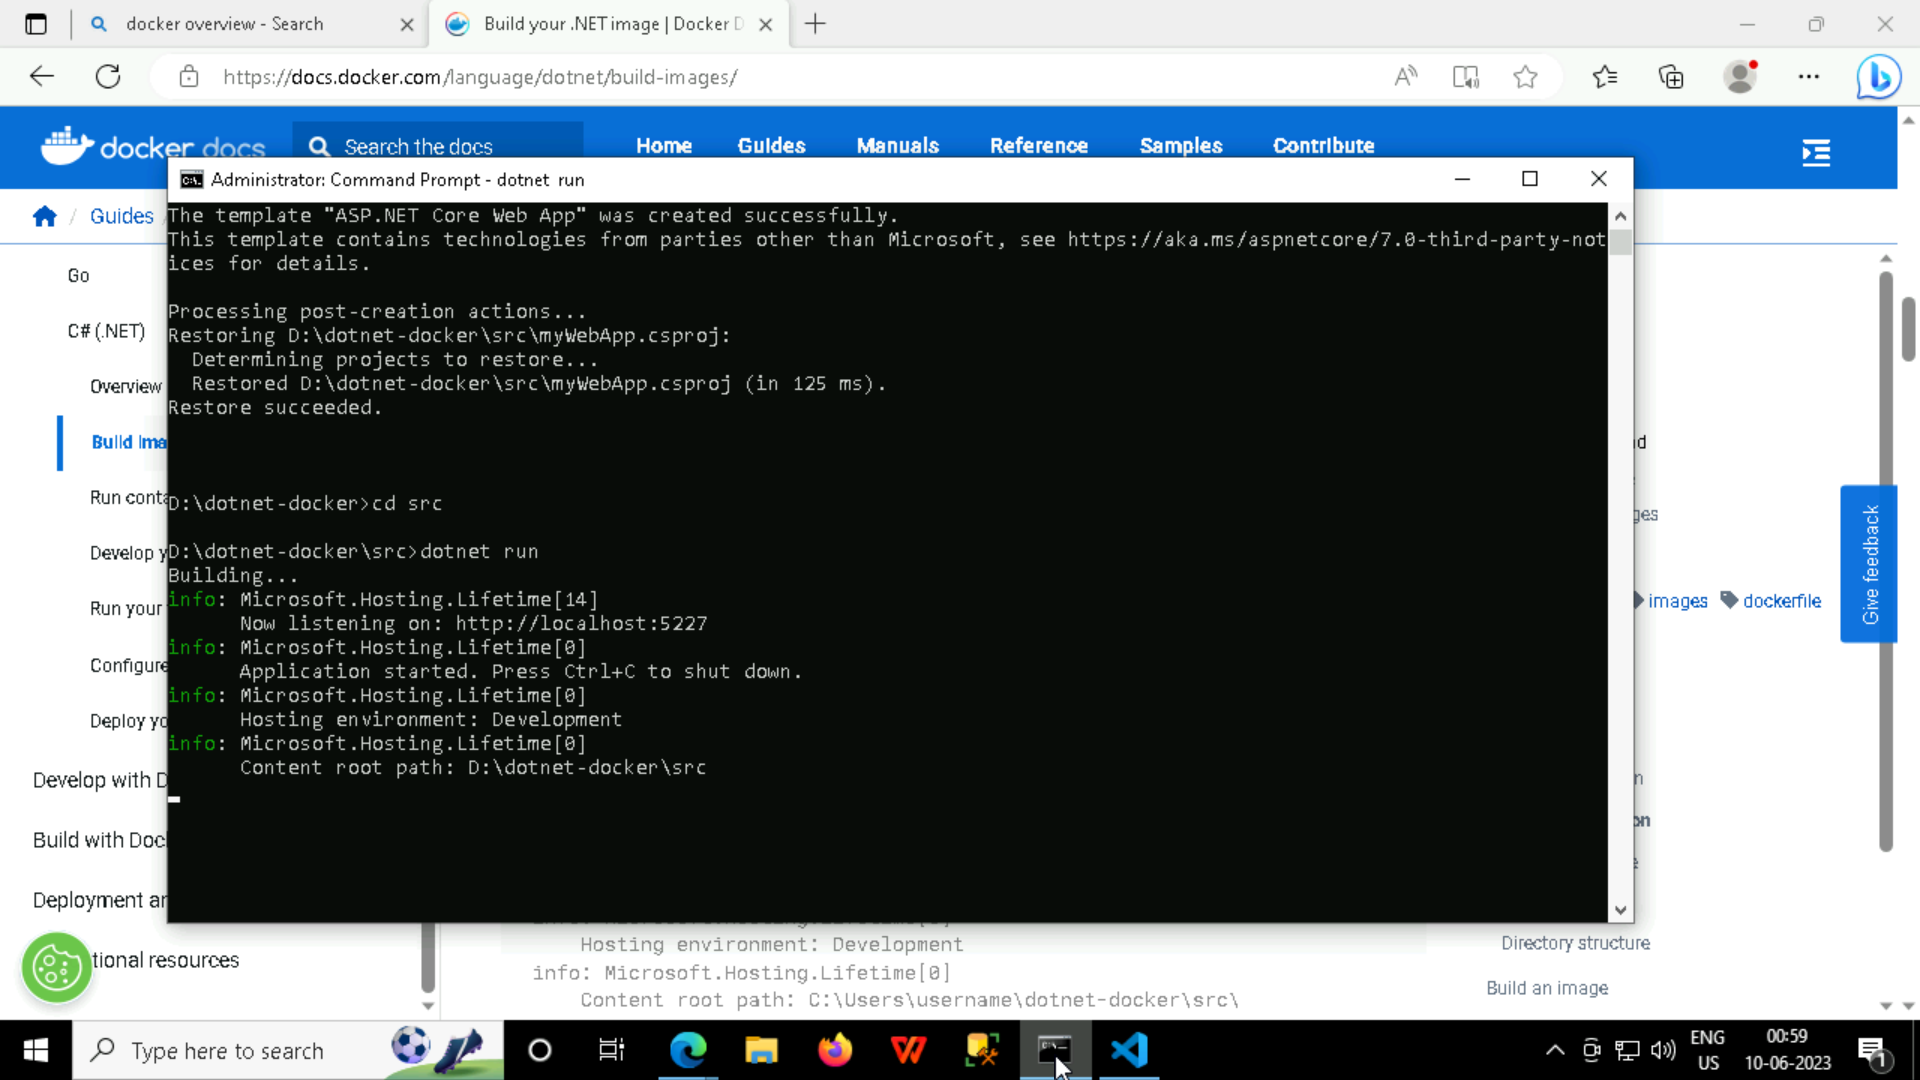 docker overview - Search
Build your .NET image | Docker D
https://docs.docker.com/language/dotnet/build-images/
docker docs
Search the docs
Home
Guides
Manuals
Reference
Samples
Contribute
Administrator: Command Prompt - dotnet run
/ Guides
Go
C# (.NET)
Overview
Build ima
Run conta
Develop y
Run your
Configure
Deploy yo
Develop with D
Build with Doc
Deployment ar
tional resources
The template "ASP.NET Core Web App" was created successfully.
This template contains technologies from parties other than Microsoft, see https://aka.ms/aspnetcore/7.0-third-party-not
ices for details.
Processing post-creation actions...
Restoring D:\dotnet-docker\src\myWebApp.csproj:
Determining projects to restore...
Restored D:\dotnet-docker\src\myWebApp.csproj (in 125 ms).
Restore succeeded.
D:\dotnet-docker>cd src
D:\dotnet-docker\src>dotnet run
Building...
info: Microsoft.Hosting.Lifetime[14]
Now listening on: http://localhost:5227
info: Microsoft.Hosting.Lifetime[0]
Application started. Press Ctrl+C to shut down.
info: Microsoft.Hosting.Lifetime[0]
Hosting environment: Development
info: Microsoft.Hosting.Lifetime[0]
Content root path: D:\dotnet-docker\src
ges
images
dockerfile
Give feedback
Hosting environment: Development
info: Microsoft.Hosting.Lifetime[0]
Content root path: C:\Users\username\dotnet-docker\src\
Directory structure
Build an image
Type here to search
ENG
US
00:59
10-06-2023
1